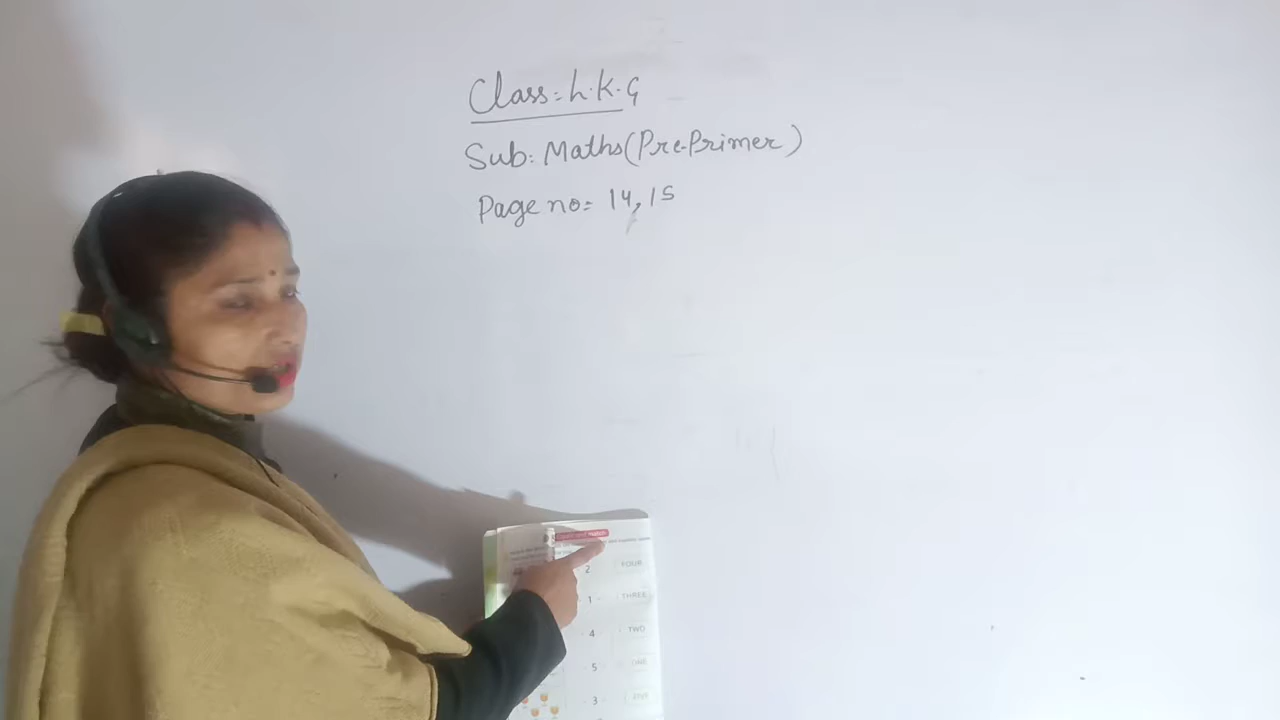 Class:- L.K.G
Sub: Maths (Pre-Primer)
Page no:- 14, 15
2 FOUR
1 THREE
4 TWO
5 ONE
3 FIVE